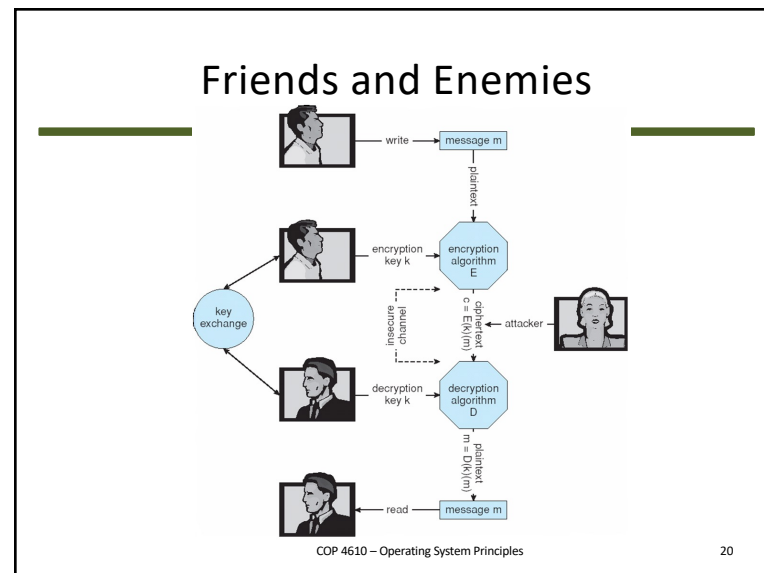 Friends and Enemies
write
message m
plaintext
encryption
key k
encryption
algorithm
E
key
exchange
insecure
channel
ciphertext
c = E(k)(m)
attacker
decryption
key k
decryption
algorithm
D
plaintext
m = D(k)(m)
read
message m
COP 4610 – Operating System Principles
20